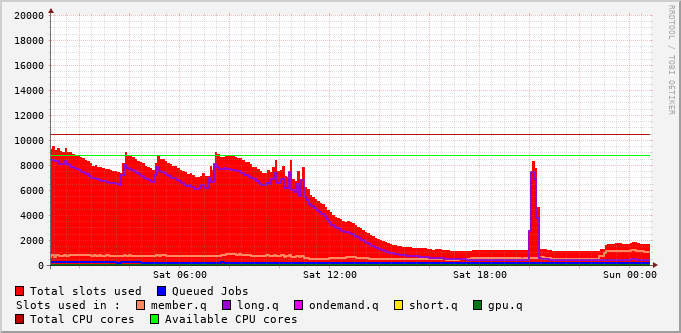 20000
18000
16000
14000
12000
10000
8000
6000
4000
2000
0
Sat 06:00 Sat 12:00 Sat 18:00 Sun 00:00
RRDTOOL / TOBI OETIKER
Total slots used Queued Jobs
Slots used in : member.q long.q ondemand.q short.q gpu.q
Total CPU cores Available CPU cores